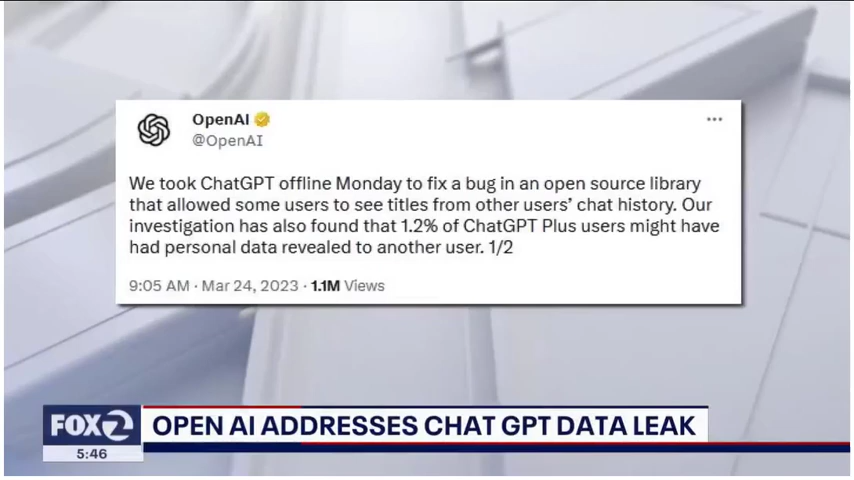 OpenAI
@OpenAI
We took ChatGPT offline Monday to fix a bug in an open source library
that allowed some users to see titles from other users’ chat history. Our
investigation has also found that 1.2% of ChatGPT Plus users might have
had personal data revealed to another user. 1/2
9:05 AM · Mar 24, 2023 · 1.1M Views
FOX 2
OPEN AI ADDRESSES CHAT GPT DATA LEAK
5:46